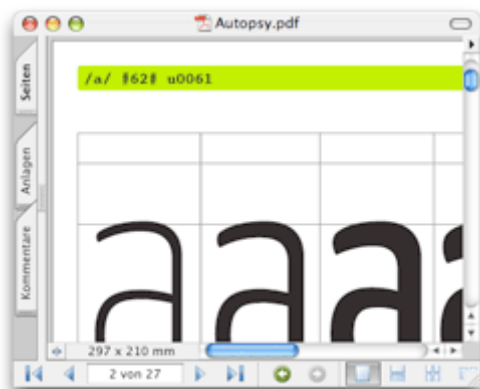 Autopsy.pdf
Seiten
/a/ #62# u0061
Anlagen
Kommentare
a a a a
297 x 210 mm
2 von 27